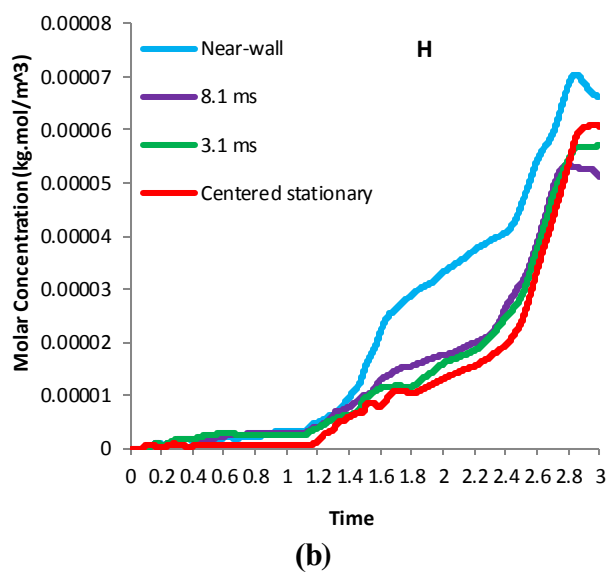 0.00008
0.00007
0.00006
0.00005
0.00004
0.00003
0.00002
0.00001
0
Molar Concentration (kg.mol/m^3)
H
Near-wall
8.1 ms
3.1 ms
Centered stationary
0 0.2 0.4 0.6 0.8 1 1.2 1.4 1.6 1.8 2 2.2 2.4 2.6 2.8 3
Time
(b)